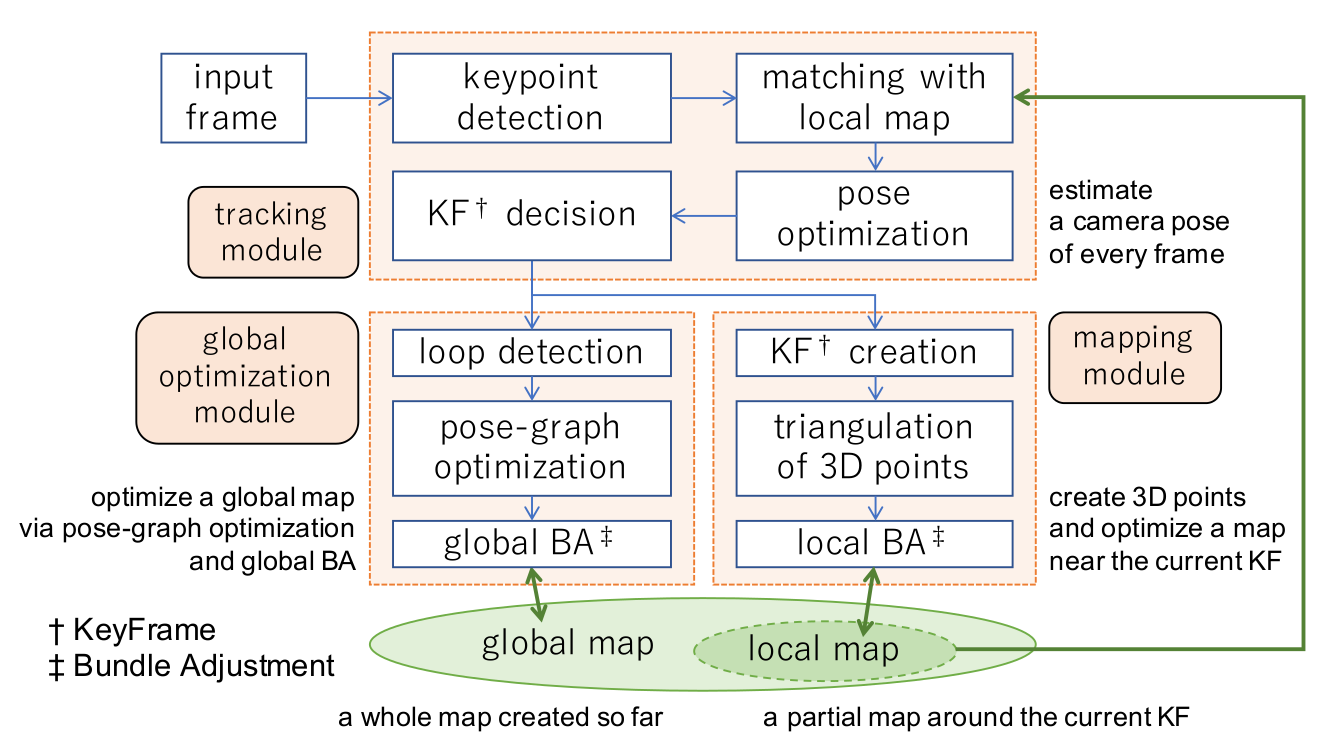 input
frame
keypoint
detection
matching with
local map
KF† decision
pose
optimization
tracking
module
estimate
a camera pose
of every frame
global
optimization
module
loop detection
KF† creation
mapping
module
pose-graph
optimization
triangulation
of 3D points
optimize a global map
via pose-graph optimization
and global BA
global BA‡
local BA‡
create 3D points
and optimize a map
near the current KF
† KeyFrame
‡ Bundle Adjustment
global map
local map
a whole map created so far
a partial map around the current KF